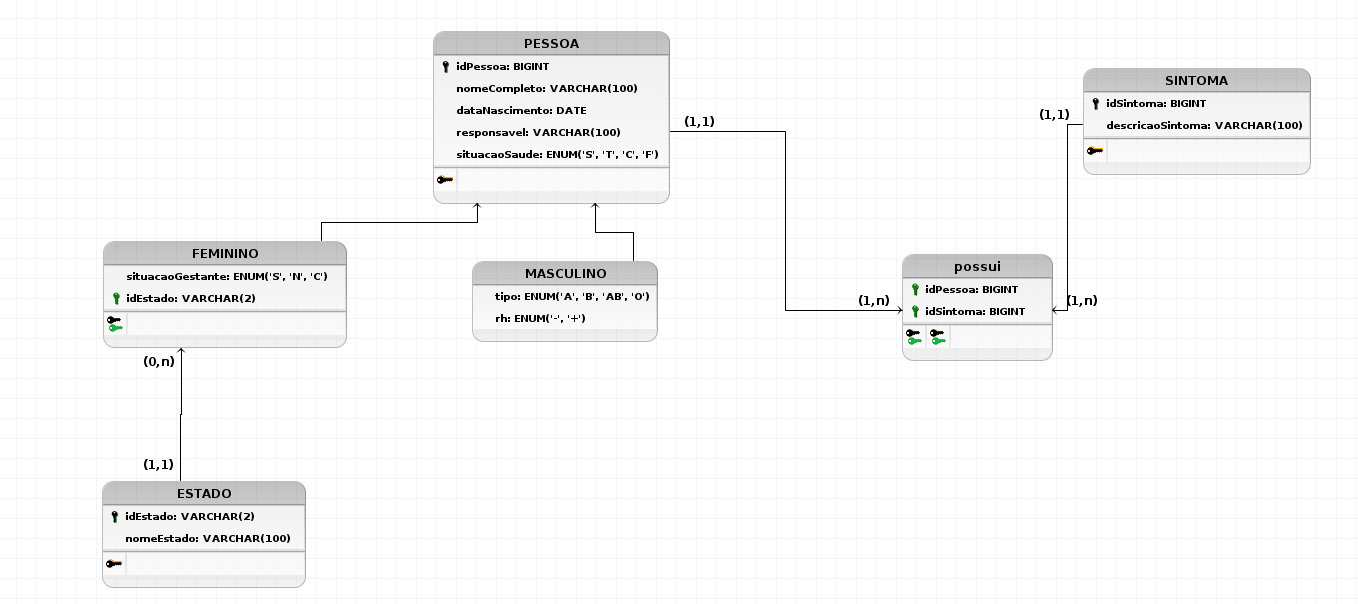 PESSOA
idPessoa: BIGINT
nomeCompleto: VARCHAR(100)
dataNascimento: DATE
responsavel: VARCHAR(100)
situacaoSaude: ENUM('S', 'T', 'C', 'F')
(1,1)
SINTOMA
idSintoma: BIGINT
descricaoSintoma: VARCHAR(100)
(1,1)
FEMININO
situacaoGestante: ENUM('S', 'N', 'C')
idEstado: VARCHAR(2)
(0,n)
MASCULINO
tipo: ENUM('A', 'B', 'AB', 'O')
rh: ENUM('-', '+')
possui
idPessoa: BIGINT
idSintoma: BIGINT
(1,n)
(1,n)
(1,1)
ESTADO
idEstado: VARCHAR(2)
nomeEstado: VARCHAR(100)